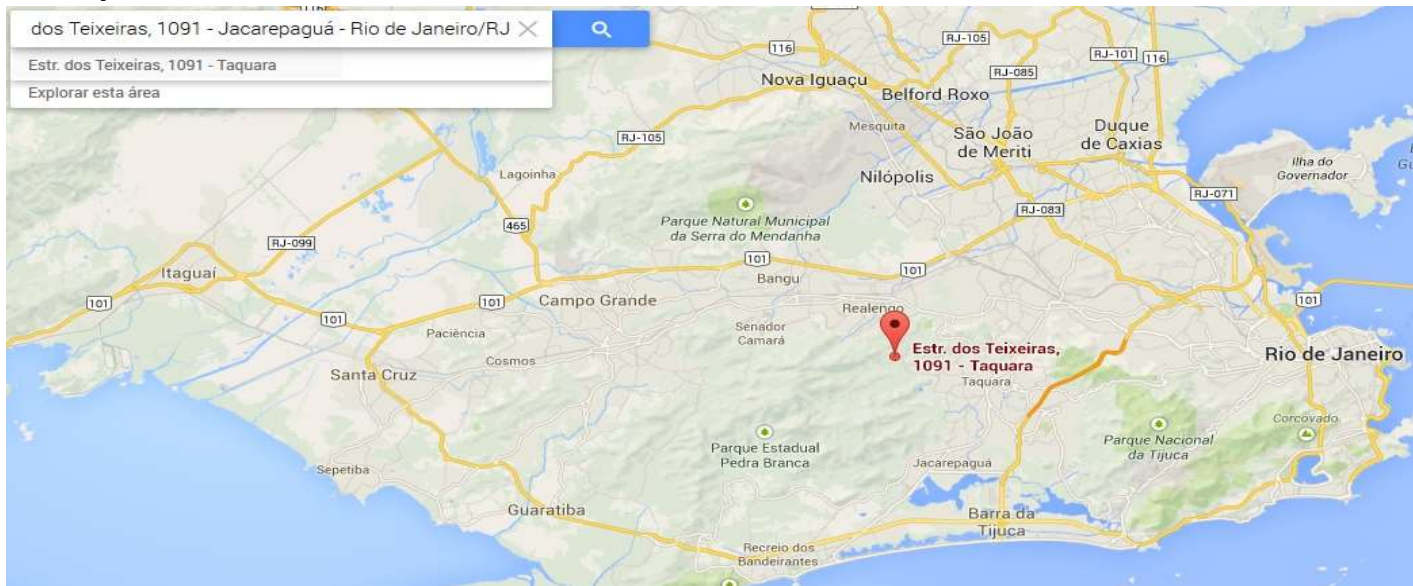 dos Teixeiras, 1091 - Jacarepaguá - Rio de Janeiro/RJ
Estr. dos Teixeiras, 1091 - Taquara
Explorar esta área
116
RJ-105
RJ-101
116
RJ-085
Nova Iguaçu
Belford Roxo
Mesquita
São João
de Meriti
Duque
de Caxias
RJ-105
Nilópolis
Ilha do
Governador
Lagoinha
RJ-071
RJ-083
465
Parque Natural Municipal
da Serra do Mendanha
RJ-099
101
Bangu
101
Itaguaí
101
101
Campo Grande
101
101
Realengo
Paciência
Senador
Camará
Cosmos
Estr. dos Teixeiras,
1091 - Taquara
Taquara
Rio de Janeiro
Santa Cruz
Corcovado
Parque Nacional
da Tijuca
Parque Estadual
Pedra Branca
Jacarepaguá
Sepetiba
Guaratiba
Barra da
Tijuca
Recreio dos
Bandeirantes